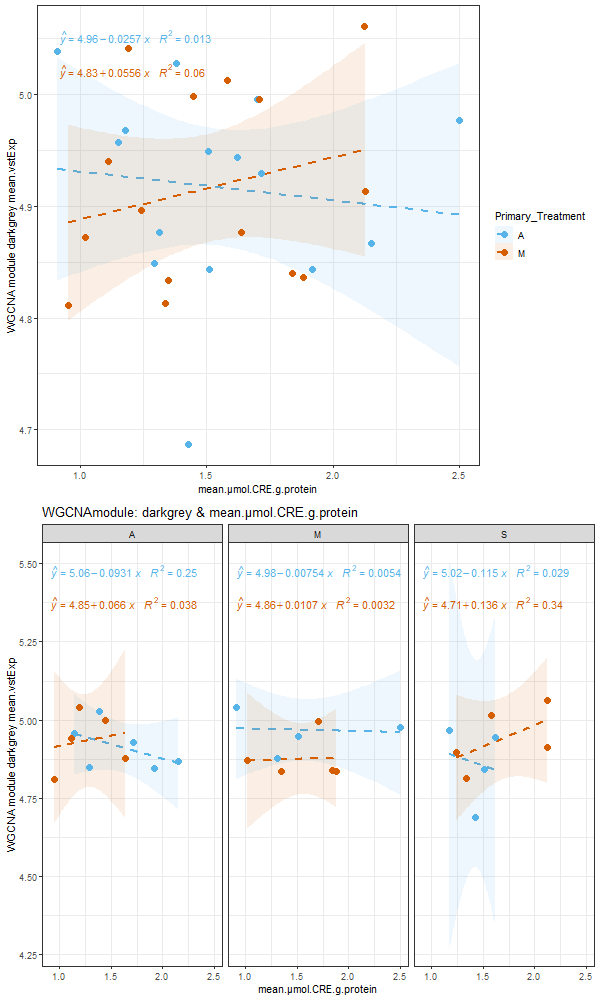 ŷ = 4.96 − 0.0257 x R² = 0.013
ŷ = 4.83 + 0.0556 x R² = 0.06
5.0
4.9
4.8
4.7
WGCNA module darkgrey mean.vstExp
1.0 1.5 2.0 2.5
mean.µmol.CRE.g.protein
Primary_Treatment
A
M
WGCNAmodule: darkgrey & mean.µmol.CRE.g.protein
A M S
ŷ = 5.06 − 0.0931 x R² = 0.25
ŷ = 4.85 + 0.066 x R² = 0.038
ŷ = 4.98 − 0.00754 x R² = 0.0054
ŷ = 4.86 + 0.0107 x R² = 0.0032
ŷ = 5.02 − 0.115 x R² = 0.029
ŷ = 4.71 + 0.136 x R² = 0.34
5.50
5.25
5.00
4.75
4.50
4.25
WGCNA module darkgrey mean.vstExp
1.0 1.5 2.0 2.5 1.0 1.5 2.0 2.5 1.0 1.5 2.0 2.5
mean.µmol.CRE.g.protein